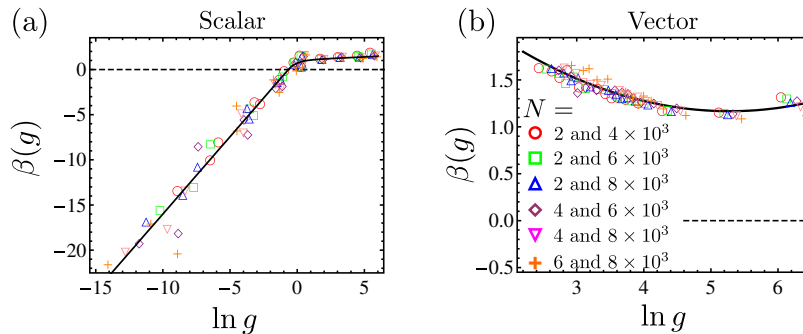 (a) Scalar
β(g)
0
−5
−10
−15
−20
−15 −10 −5 0 5
ln g
(b) Vector
β(g)
1.5
1.0
0.5
0.0
−0.5
N =
2 and 4 × 10³
2 and 6 × 10³
2 and 8 × 10³
4 and 6 × 10³
4 and 8 × 10³
6 and 8 × 10³
3 4 5 6
ln g